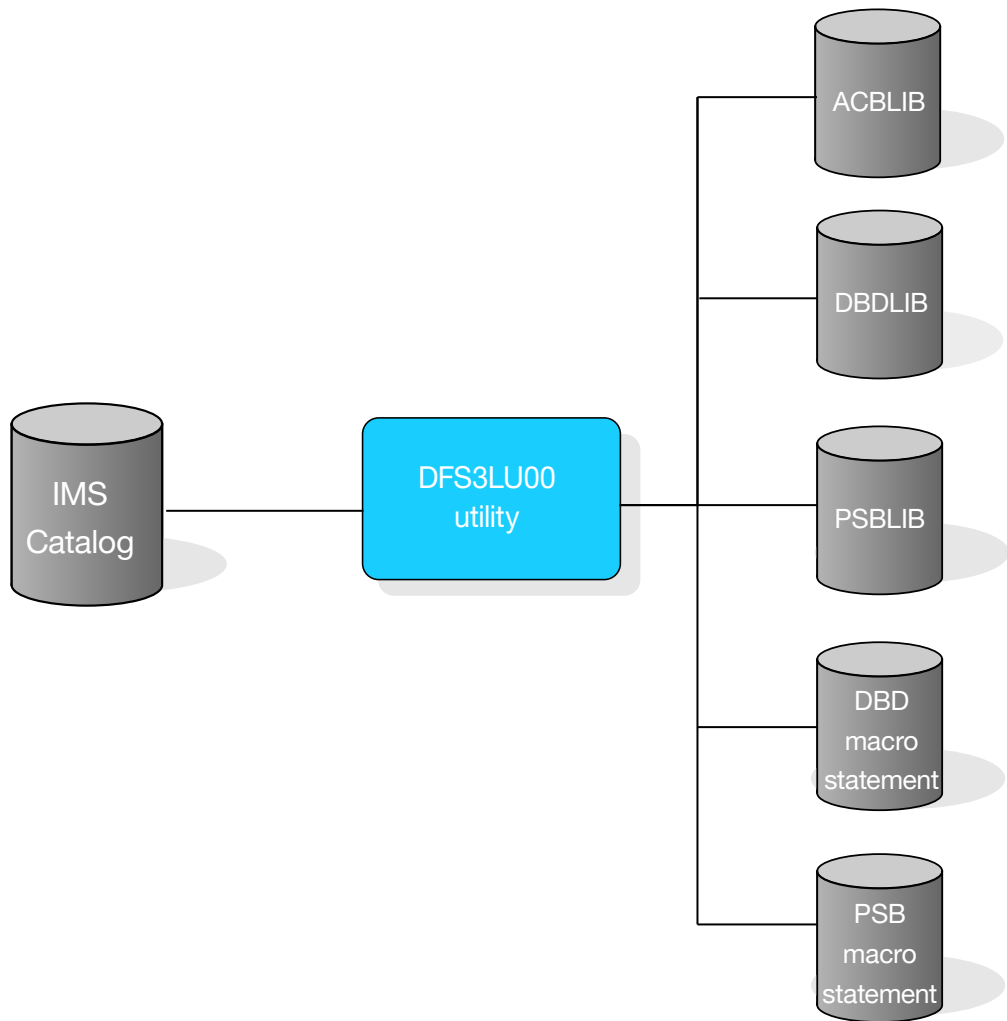 IMS
Catalog
DFS3LU00
utility
ACBLIB
DBDLIB
PSBLIB
DBD
macro
statement
PSB
macro
statement